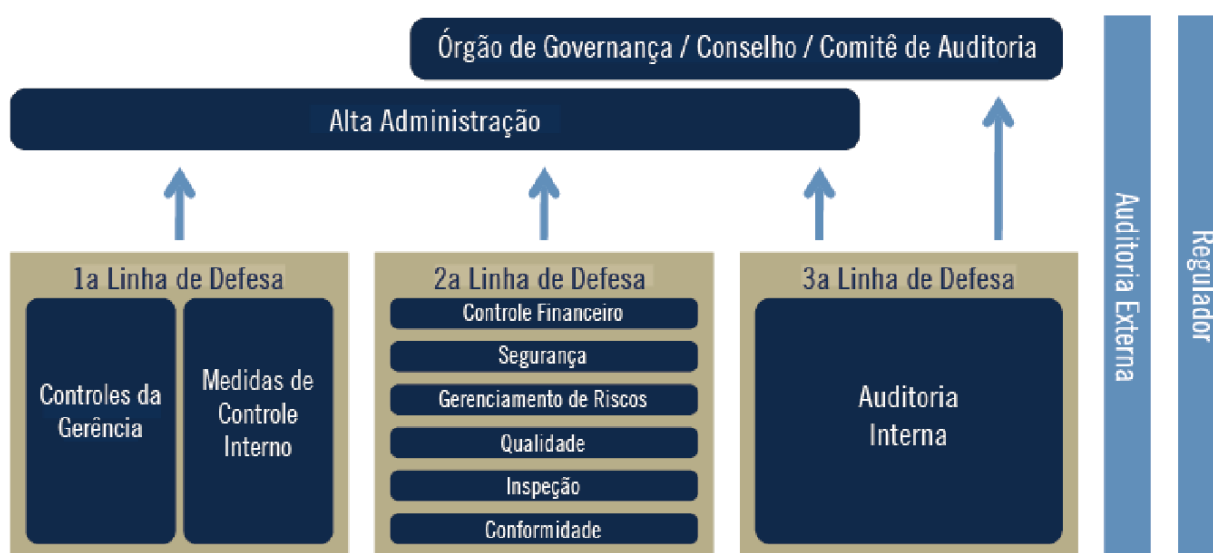 Órgão de Governança / Conselho / Comitê de Auditoria
Alta Administração
1a Linha de Defesa
Controles da
Gerência
Medidas de
Controle
Interno
2a Linha de Defesa
Controle Financeiro
Segurança
Gerenciamento de Riscos
Qualidade
Inspeção
Conformidade
3a Linha de Defesa
Auditoria
Interna
Auditoria Externa
Regulador